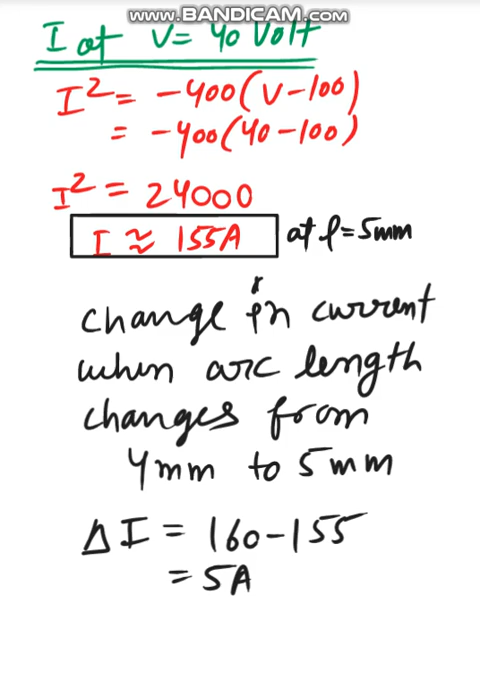 WWW.BANDICAM.COM
I at V= 40 Volt
I² = -400(V-100)
= -400(40-100)
I² = 24000
I ≈ 155A at l=5mm
change in current
when arc length
changes from
4mm to 5mm
ΔI = 160-155
= 5A